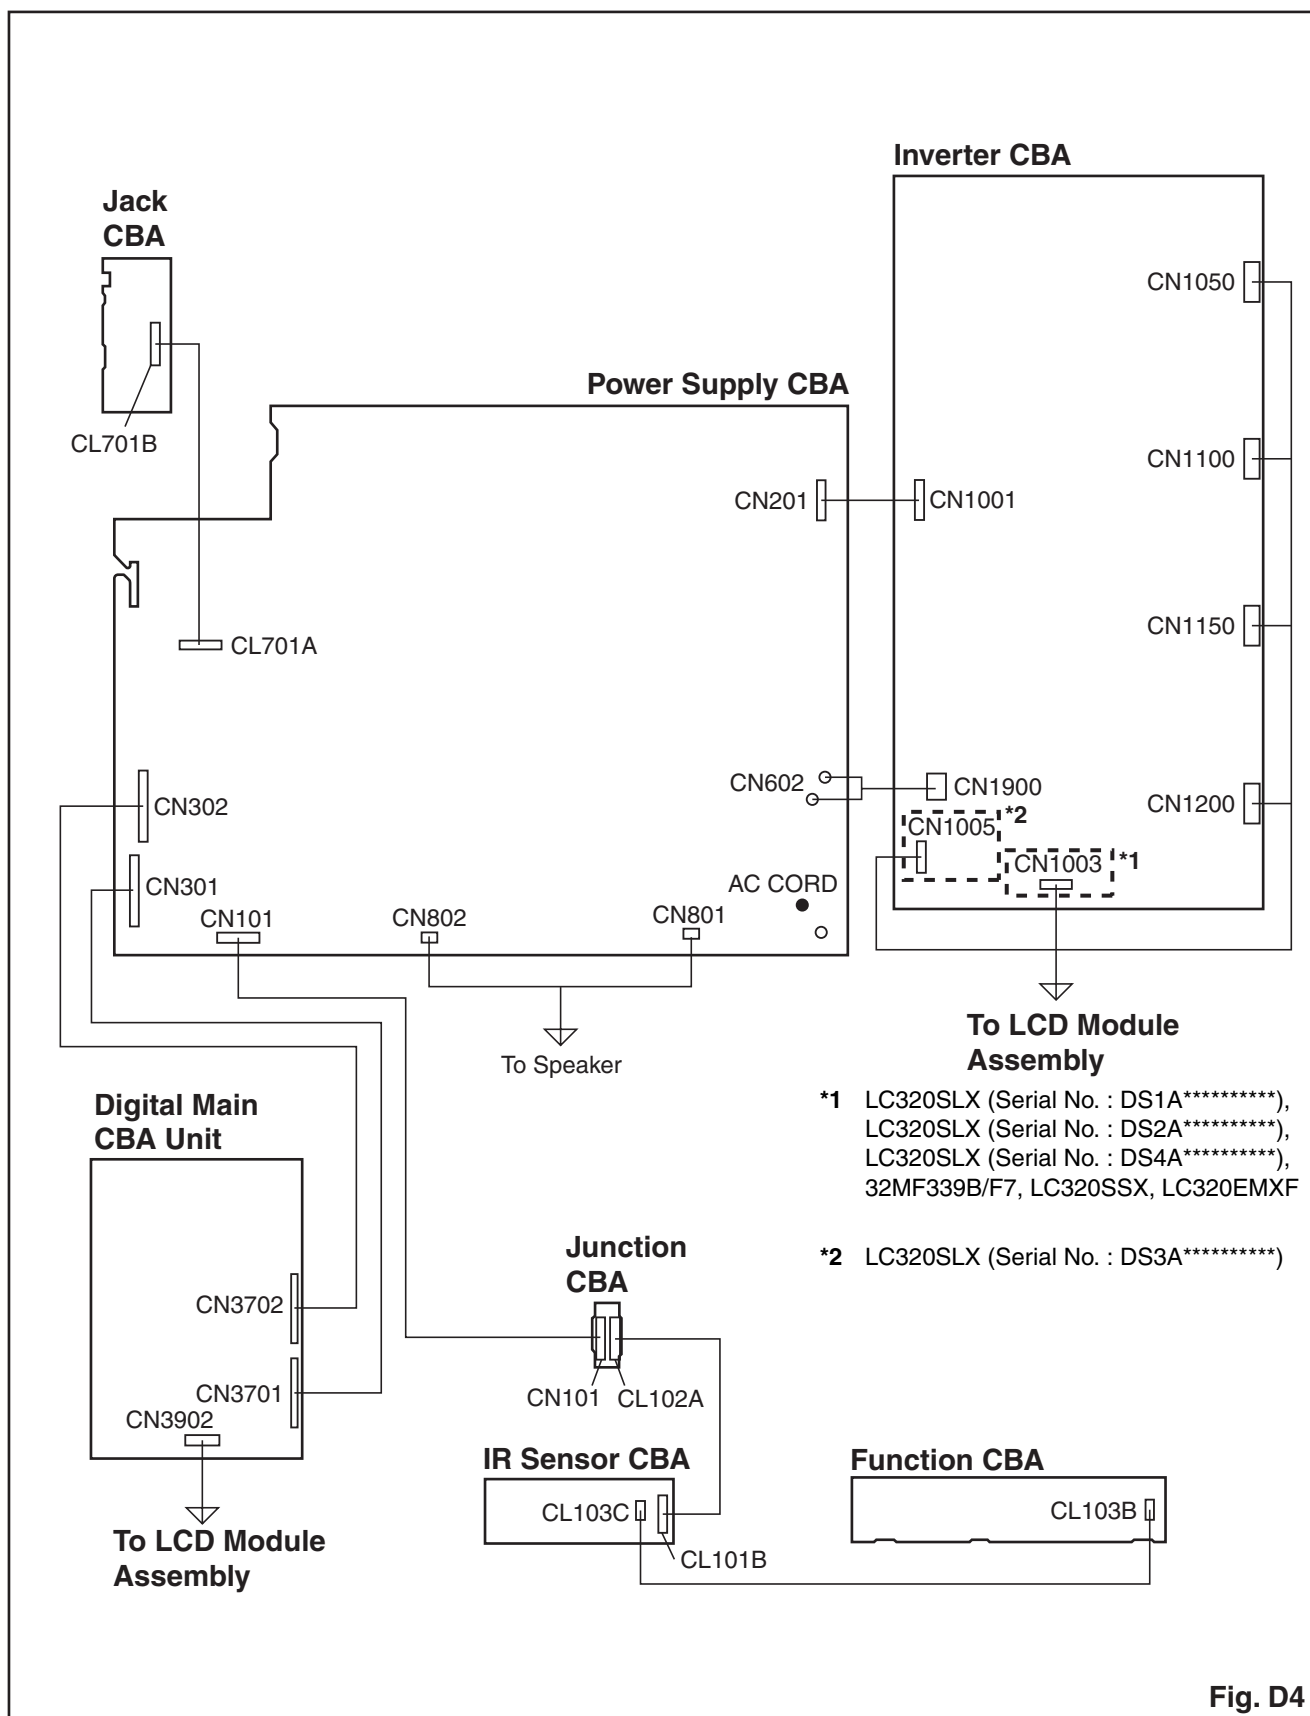 Inverter CBA
Jack
CBA
CN1050
CL701B
Power Supply CBA
CN1100
CN201
CN1001
CN1150
CL701A
CN602
CN1900
CN302
CN1200
CN1005
*2
CN1003
*1
CN301
AC CORD
CN101
CN802
CN801
To LCD Module
Assembly
To Speaker
*1 LC320SLX (Serial No. : DS1A**********),
LC320SLX (Serial No. : DS2A**********),
LC320SLX (Serial No. : DS4A**********),
32MF339B/F7, LC320SSX, LC320EMXF
*2 LC320SLX (Serial No. : DS3A**********)
Digital Main
CBA Unit
Junction
CBA
CN3702
CN3701
CN3902
CN101
CL102A
IR Sensor CBA
Function CBA
CL103C
CL103B
CL101B
To LCD Module
Assembly
Fig. D4